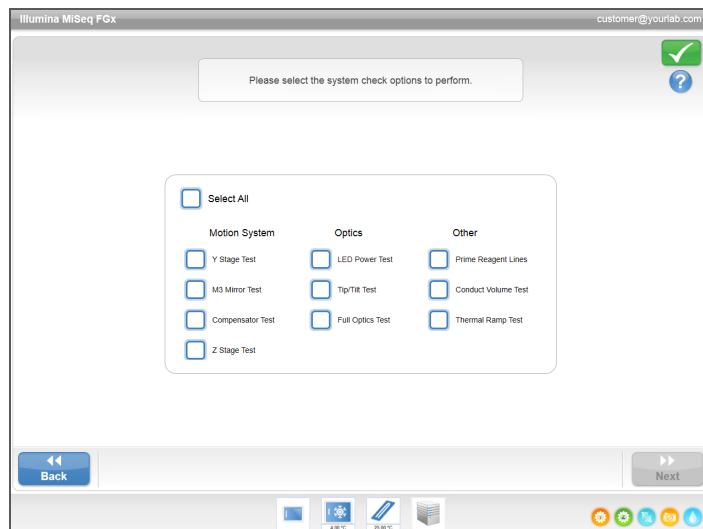 Illumina MiSeq FGx
customer@yourlab.com
Please select the system check options to perform.
?
Select All
Motion System
Optics
Other
Y Stage Test
LED Power Test
Prime Reagent Lines
M3 Mirror Test
Tip/Tilt Test
Conduct Volume Test
Compensator Test
Full Optics Test
Thermal Ramp Test
Z Stage Test
Back
Next